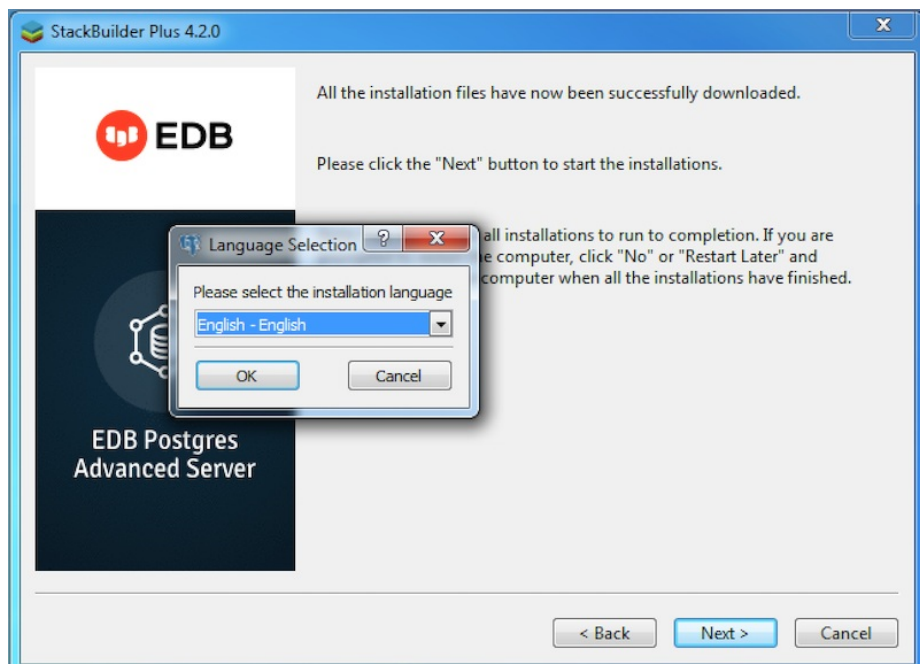 StackBuilder Plus 4.2.0
EDB
All the installation files have now been successfully downloaded.
Please click the "Next" button to start the installations.
all installations to run to completion. If you are
computer, click "No" or "Restart Later" and
computer when all the installations have finished.
Language Selection
Please select the installation language
English - English
OK
Cancel
EDB Postgres
Advanced Server
< Back
Next >
Cancel